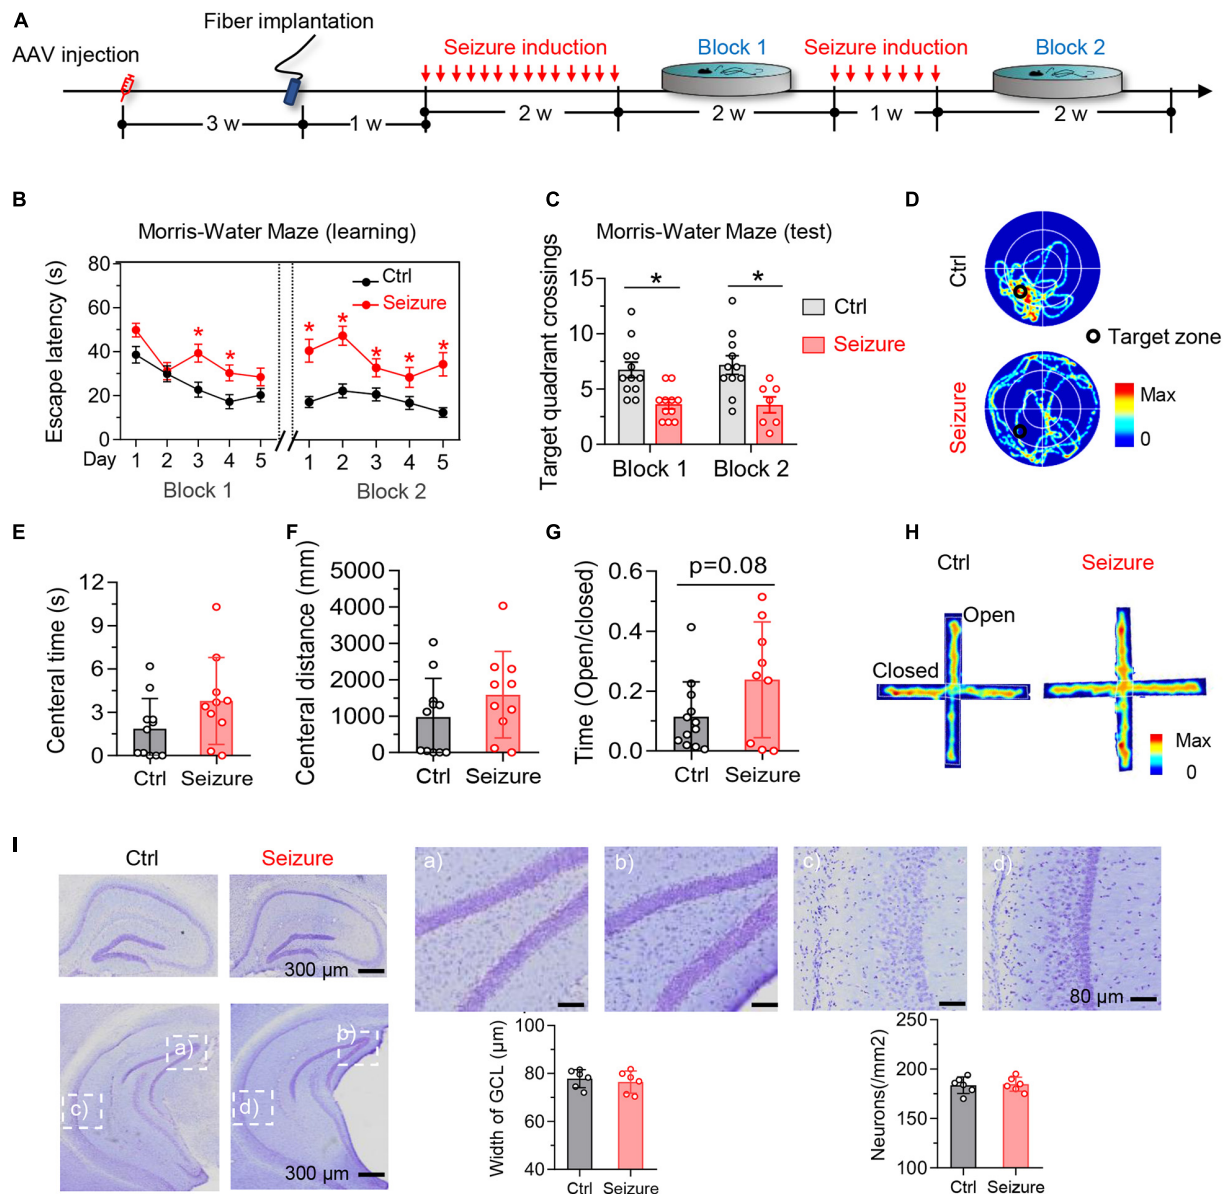 A
Fiber implantation
AAV injection
Seizure induction
Block 1
Seizure induction
Block 2
3 w
1 w
2 w
2 w
1 w
2 w
B
Morris-Water Maze (learning)
Escape latency (s)
80
60
40
20
0
Ctrl
Seizure
* * * * * * *
Day 1 2 3 4 5 1 2 3 4 5
Block 1 Block 2
C
Morris-Water Maze (test)
Target quadrant crossings
15
10
5
0
* *
Ctrl
Seizure
Block 1 Block 2
D
Ctrl
Target zone
Seizure
Max
0
E
Centeral time (s)
12
9
6
3
0
Ctrl Seizure
F
Centeral distance (mm)
5000
4000
3000
2000
1000
0
Ctrl Seizure
G
p=0.08
Time (Open/closed)
0.6
0.4
0.2
0.0
Ctrl Seizure
H
Ctrl Seizure
Open
Closed
Max
0
I
Ctrl Seizure
300 µm
a)
c)
b)
d)
300 µm
a)
b)
c)
d)
80 µm
Width of GCL (µm)
100
80
60
40
Ctrl Seizure
Neurons(/mm2)
250
200
150
100
Ctrl Seizure